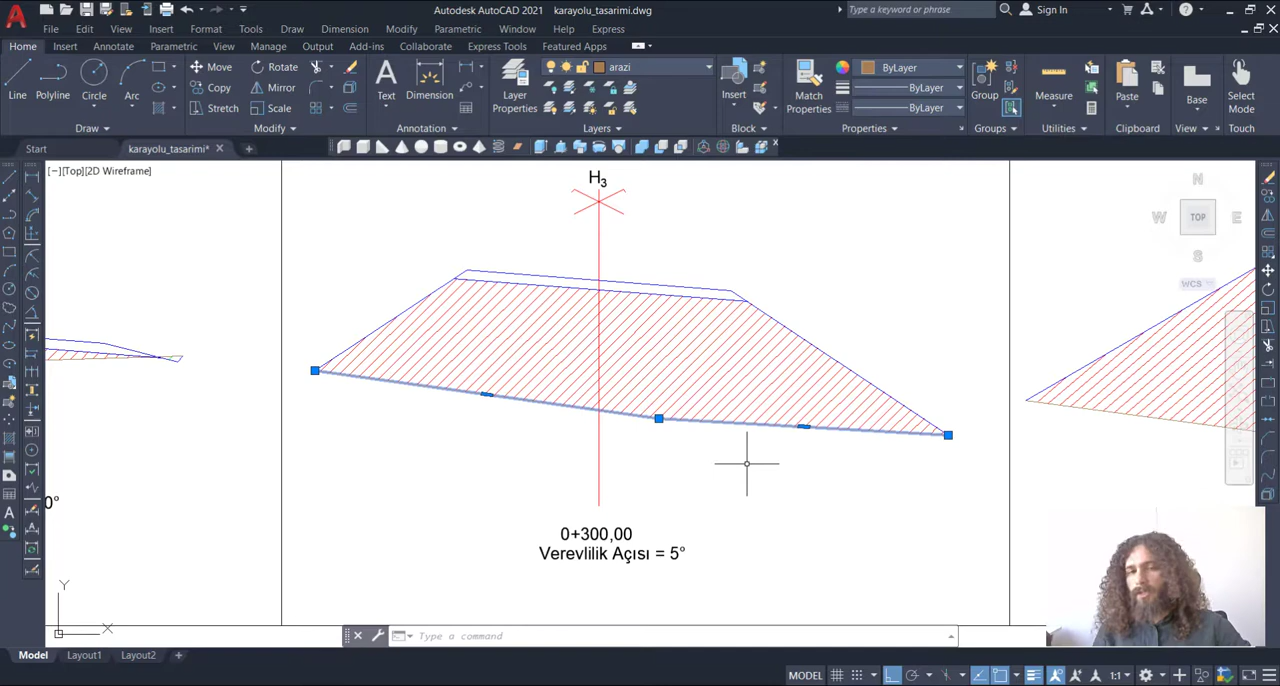 Autodesk AutoCAD 2021 karayolu_tasarimi.dwg
Type a keyword or phrase
Sign In
File Edit View Insert Format Tools Draw Dimension Modify Parametric Window Help Express
Home Insert Annotate Parametric View Manage Output Add-ins Collaborate Express Tools Featured Apps
Line
Polyline
Circle
Arc
Move
Copy
Stretch
Rotate
Mirror
Scale
Text
Dimension
Layer
Properties
arazi
Insert
Match
Properties
ByLayer
ByLayer
ByLayer
Group
Measure
Paste
Base
Select
Mode
Draw
Modify
Annotation
Layers
Block
Properties
Groups
Utilities
Clipboard
View
Touch
Start
karayolu_tasarimi*
[−][Top][2D Wireframe]
H3
N
W
TOP
E
S
WCS
0°
0+300,00
Verevlilik Açısı = 5°
Y
X
Type a command
Model
Layout1
Layout2
MODEL
1:1